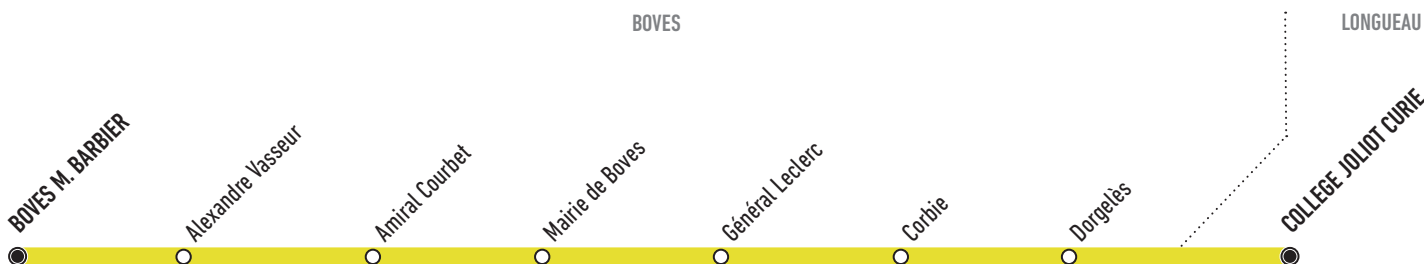 BOVES
LONGUEAU
BOVES M. BARBIER
Alexandre Vasseur
Amiral Courbet
Mairie de Boves
Général Leclerc
Corbie
Dorgelès
COLLEGE JOLIOT CURIE